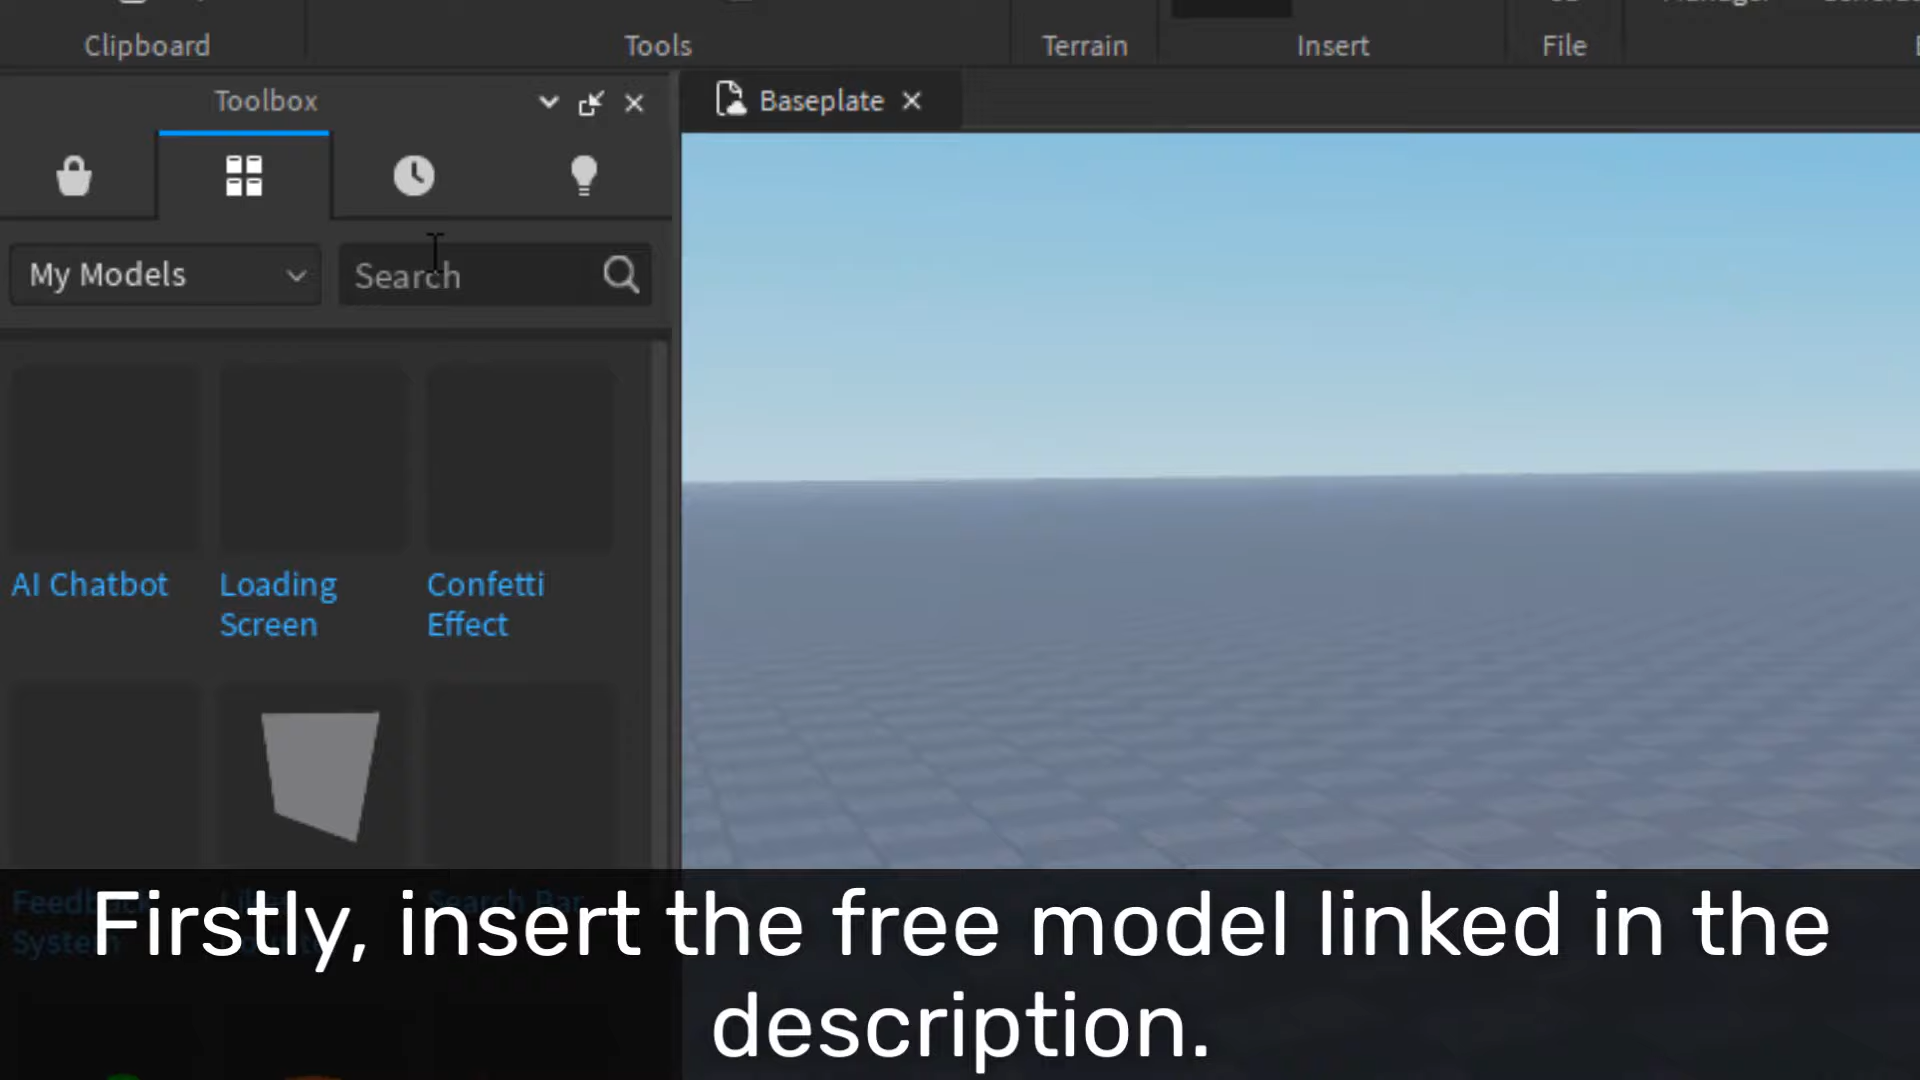 Clipboard
Tools
Terrain
Insert
File
Toolbox
Baseplate
My Models
Search
AI Chatbot
Loading
Screen
Confetti
Effect
Firstly, insert the free model linked in the
description.